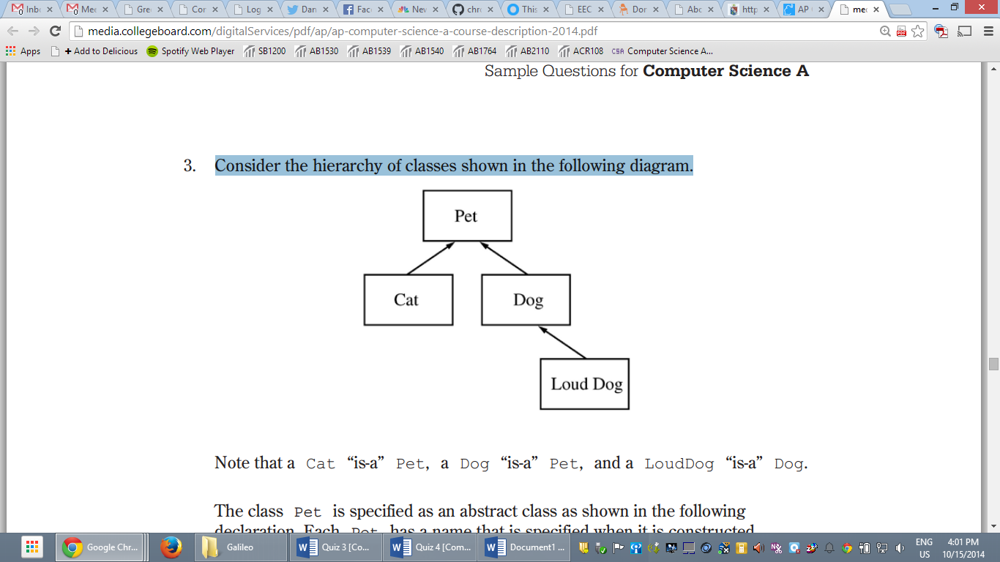 Inb Mee Gre Cor Log Dan Fac Nev chr This EEC Dor Abc http AP me
media.collegeboard.com/digitalServices/pdf/ap/ap-computer-science-a-course-description-2014.pdf
Apps + Add to Delicious Spotify Web Player SB1200 AB1530 AB1539 AB1540 AB1764 AB2110 ACR108 CSA Computer Science A...
Sample Questions for Computer Science A
3. Consider the hierarchy of classes shown in the following diagram.
Pet
Cat Dog
Loud Dog
Note that a Cat “is-a” Pet, a Dog “is-a” Pet, and a LoudDog “is-a” Dog.
The class Pet is specified as an abstract class as shown in the following
declaration. Each Pet has a name that is specified when it is constructed
Google Chr... Galileo Quiz 3 [Co... Quiz 4 [Com... Document1 ... ENG 4:01 PM
US 10/15/2014